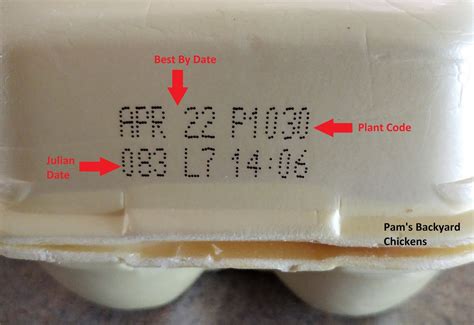 Best By Date
APR 22 P1030
Plant Code
Julian
Date
083 L7 14:06
Pam's Backyard
Chickens